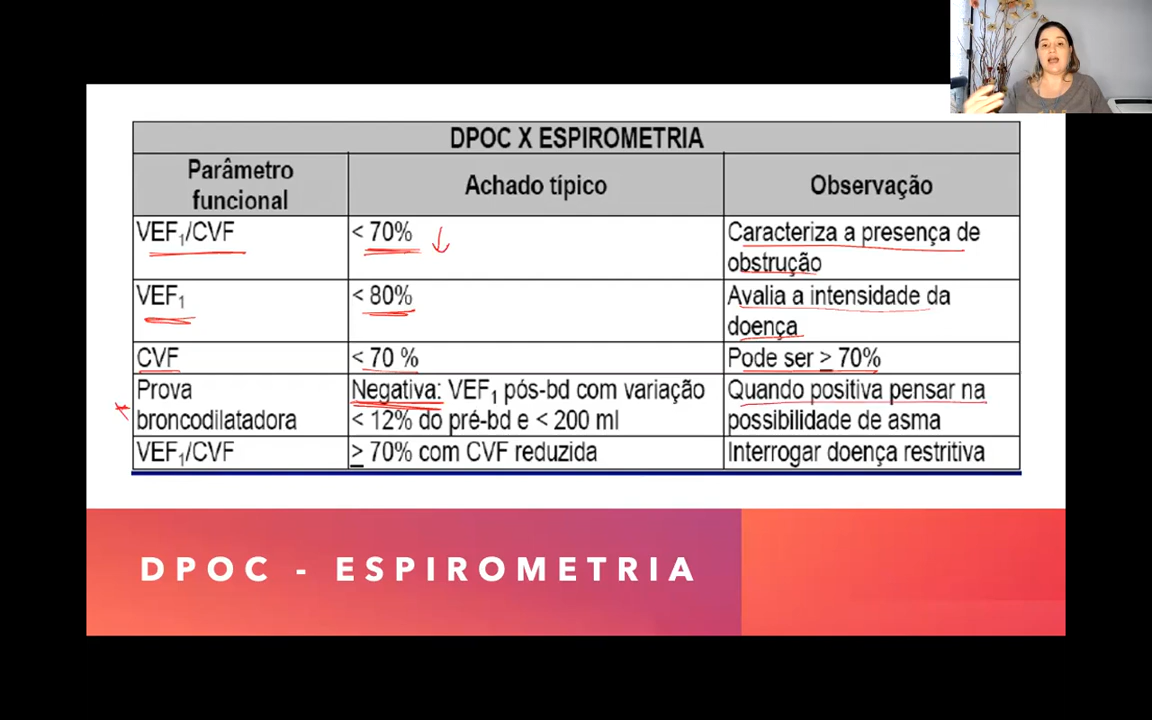 DPOC X ESPIROMETRIA
Parâmetro
funcional
Achado típico
Observação
VEF₁/CVF
< 70%
Caracteriza a presença de
obstrução
VEF₁
< 80%
Avalia a intensidade da
doença
CVF
< 70 %
Pode ser > 70%
Prova
broncodilatadora
Negativa: VEF₁ pós-bd com variação
< 12% do pré-bd e < 200 ml
Quando positiva pensar na
possibilidade de asma
VEF₁/CVF
> 70% com CVF reduzida
Interrogar doença restritiva
DPOC - ESPIROMETRIA